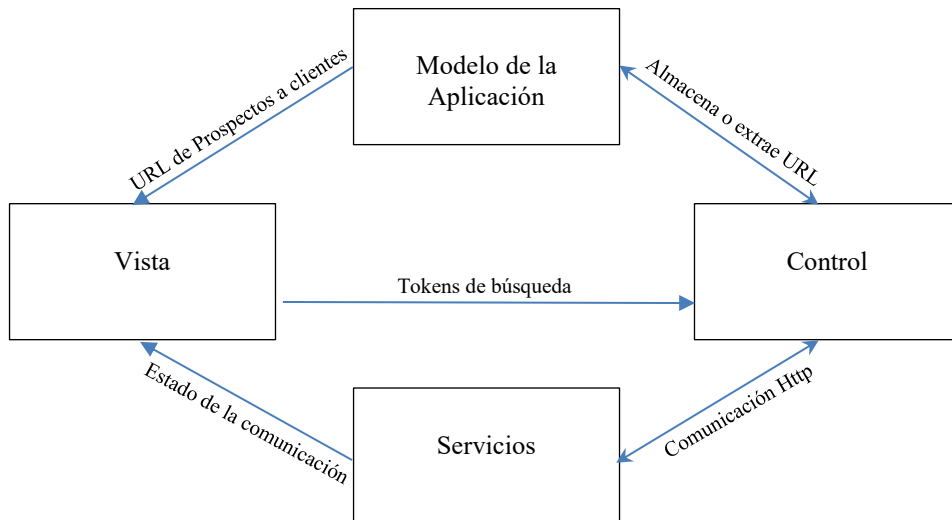 Modelo de la
Aplicación
URL de Prospectos a clientes
Almacena o extrae URL
Vista
Control
Tokens de búsqueda
Estado de la comunicación
Comunicación Http
Servicios